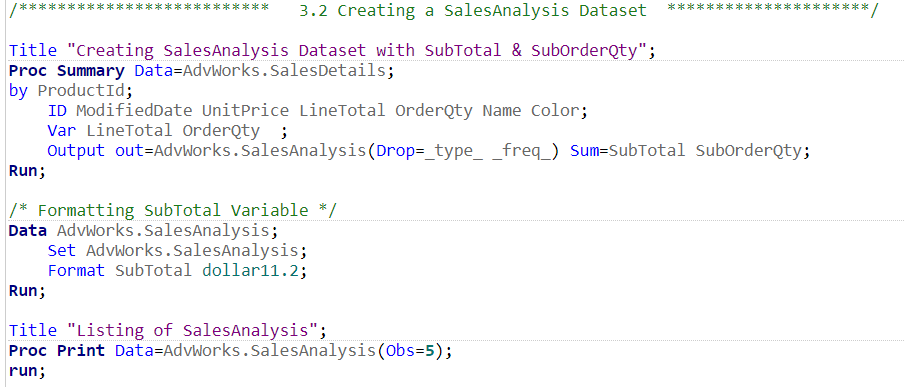 /************************** 3.2 Creating a SalesAnalysis Dataset *********************/
Title "Creating SalesAnalysis Dataset with SubTotal & SubOrderQty";
Proc Summary Data=AdvWorks.SalesDetails;
by ProductId;
ID ModifiedDate UnitPrice LineTotal OrderQty Name Color;
Var LineTotal OrderQty ;
Output out=AdvWorks.SalesAnalysis(Drop=_type_ _freq_) Sum=SubTotal SubOrderQty;
Run;
/* Formatting SubTotal Variable */
Data AdvWorks.SalesAnalysis;
Set AdvWorks.SalesAnalysis;
Format SubTotal dollar11.2;
Run;
Title "Listing of SalesAnalysis";
Proc Print Data=AdvWorks.SalesAnalysis(Obs=5);
run;